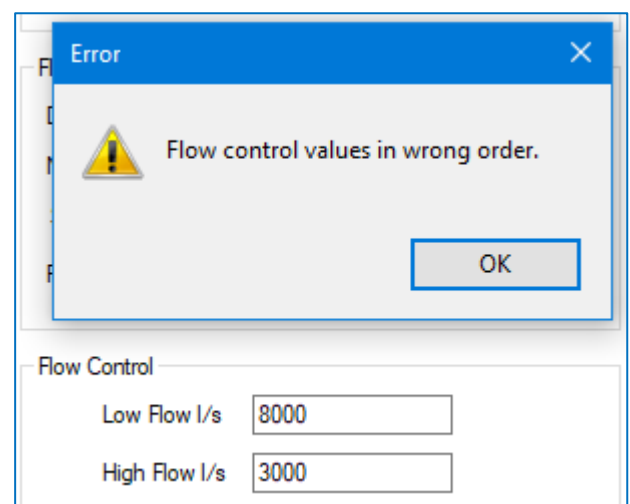 Error
Flow control values in wrong order.
OK
Flow Control
Low Flow l/s 8000
High Flow l/s 3000